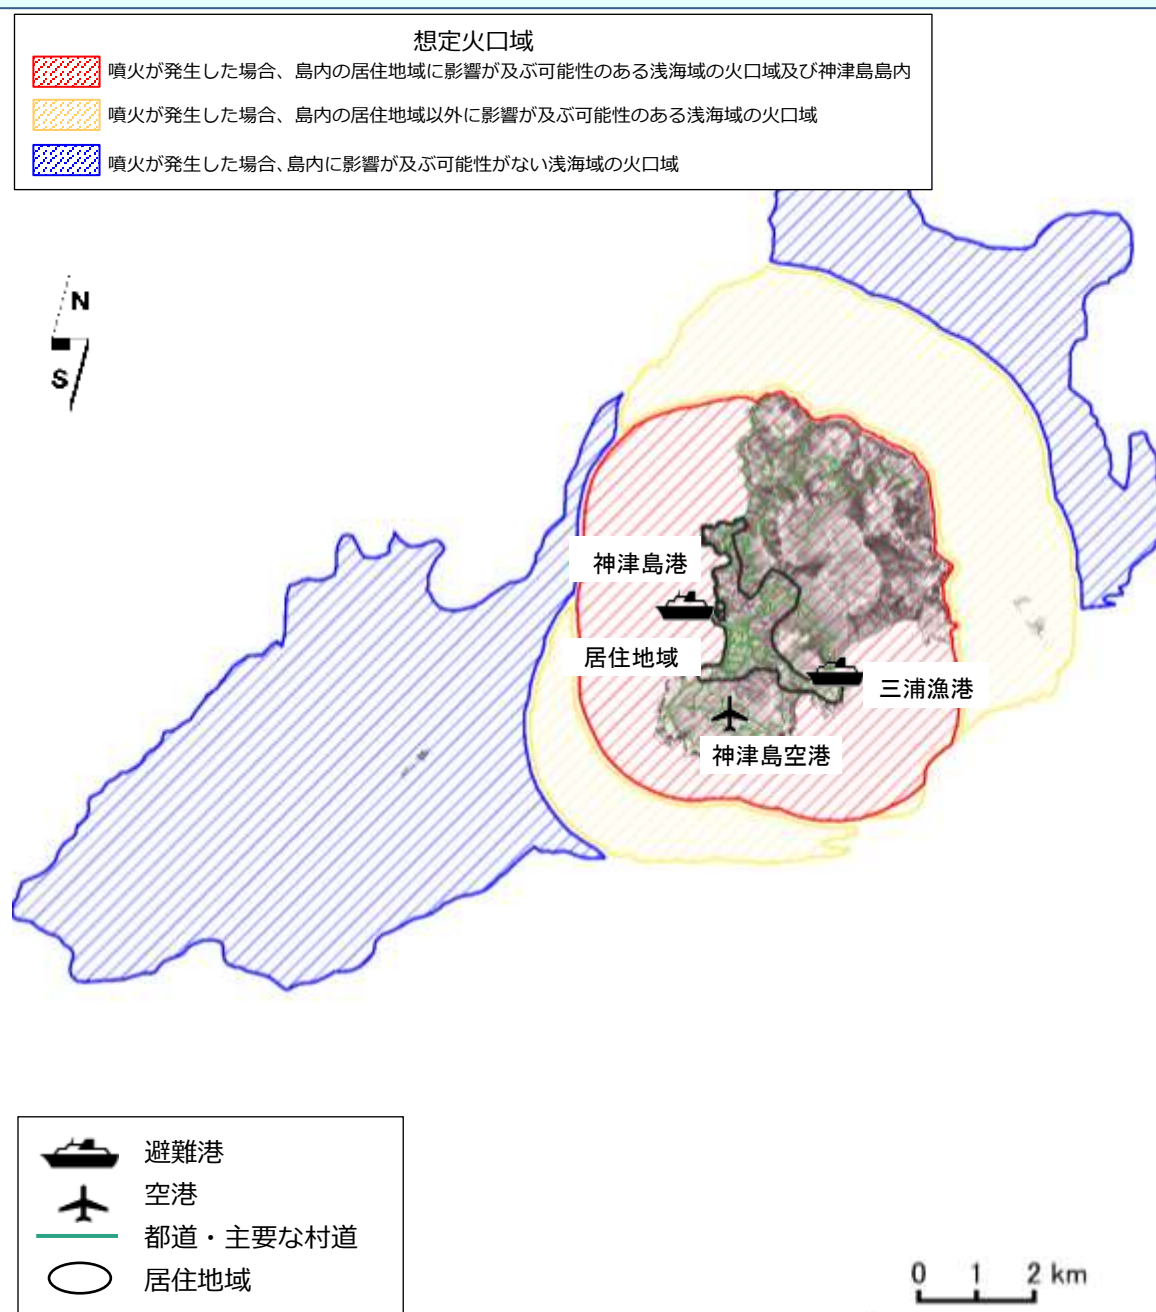 想定火口域
噴火が発生した場合、島内の居住地域に影響が及ぶ可能性のある浅海域の火口域及び神津島島内
噴火が発生した場合、島内の居住地域以外に影響が及ぶ可能性のある浅海域の火口域
噴火が発生した場合、島内に影響が及ぶ可能性がない浅海域の火口域
N
S
神津島港
居住地域
三浦漁港
神津島空港
避難港
空港
都道・主要な村道
居住地域
0 1 2 km